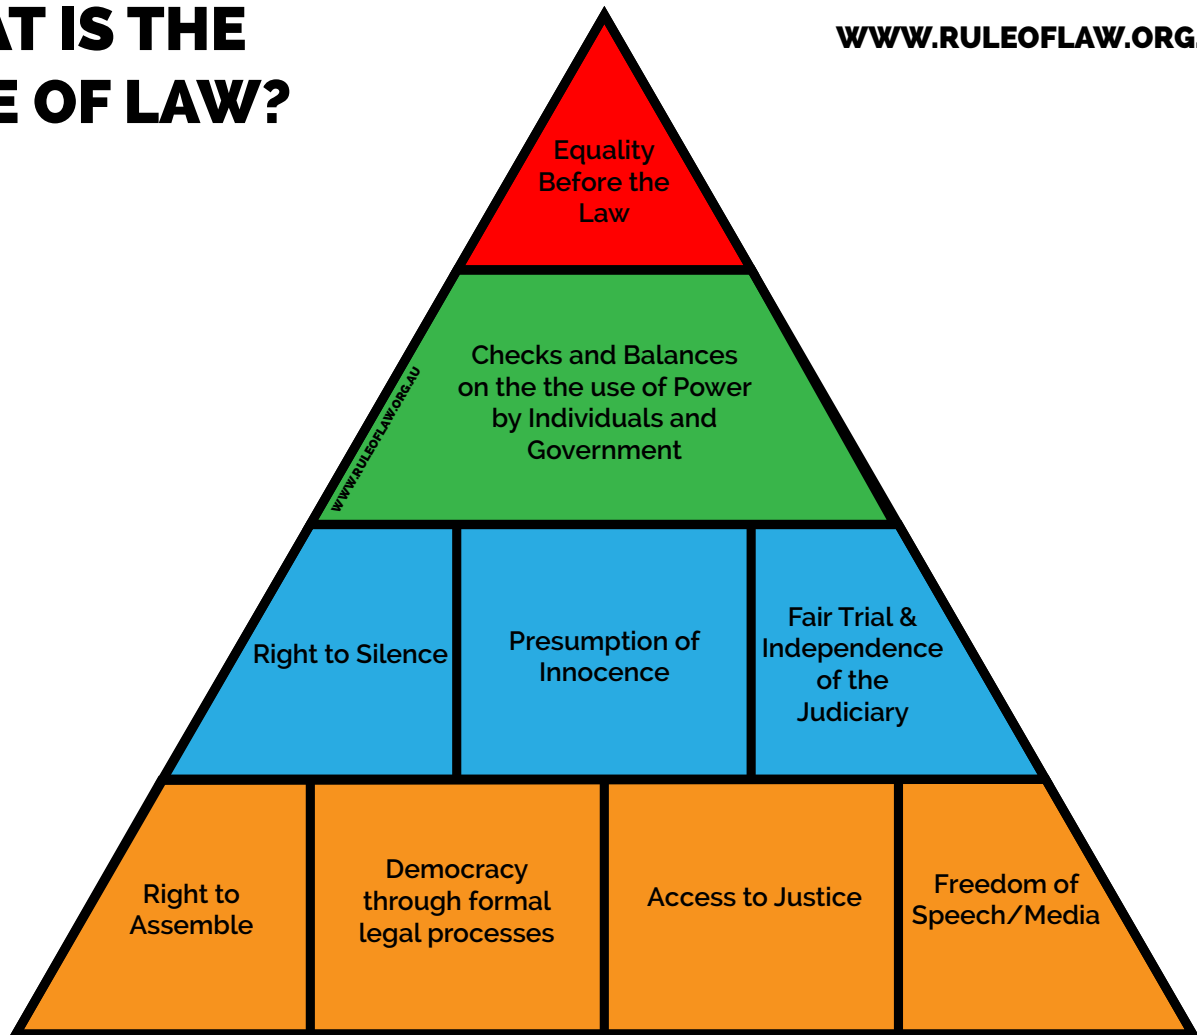 AT IS THE
E OF LAW?
WWW.RULEOFLAW.ORG.
Equality
Before the
Law
Checks and Balances
on the the use of Power
by Individuals and
Government
WWW.RULEOFLAW.ORG.AU
Right to Silence
Presumption of
Innocence
Fair Trial &
Independence
of the
Judiciary
Right to
Assemble
Democracy
through formal
legal processes
Access to Justice
Freedom of
Speech/Media